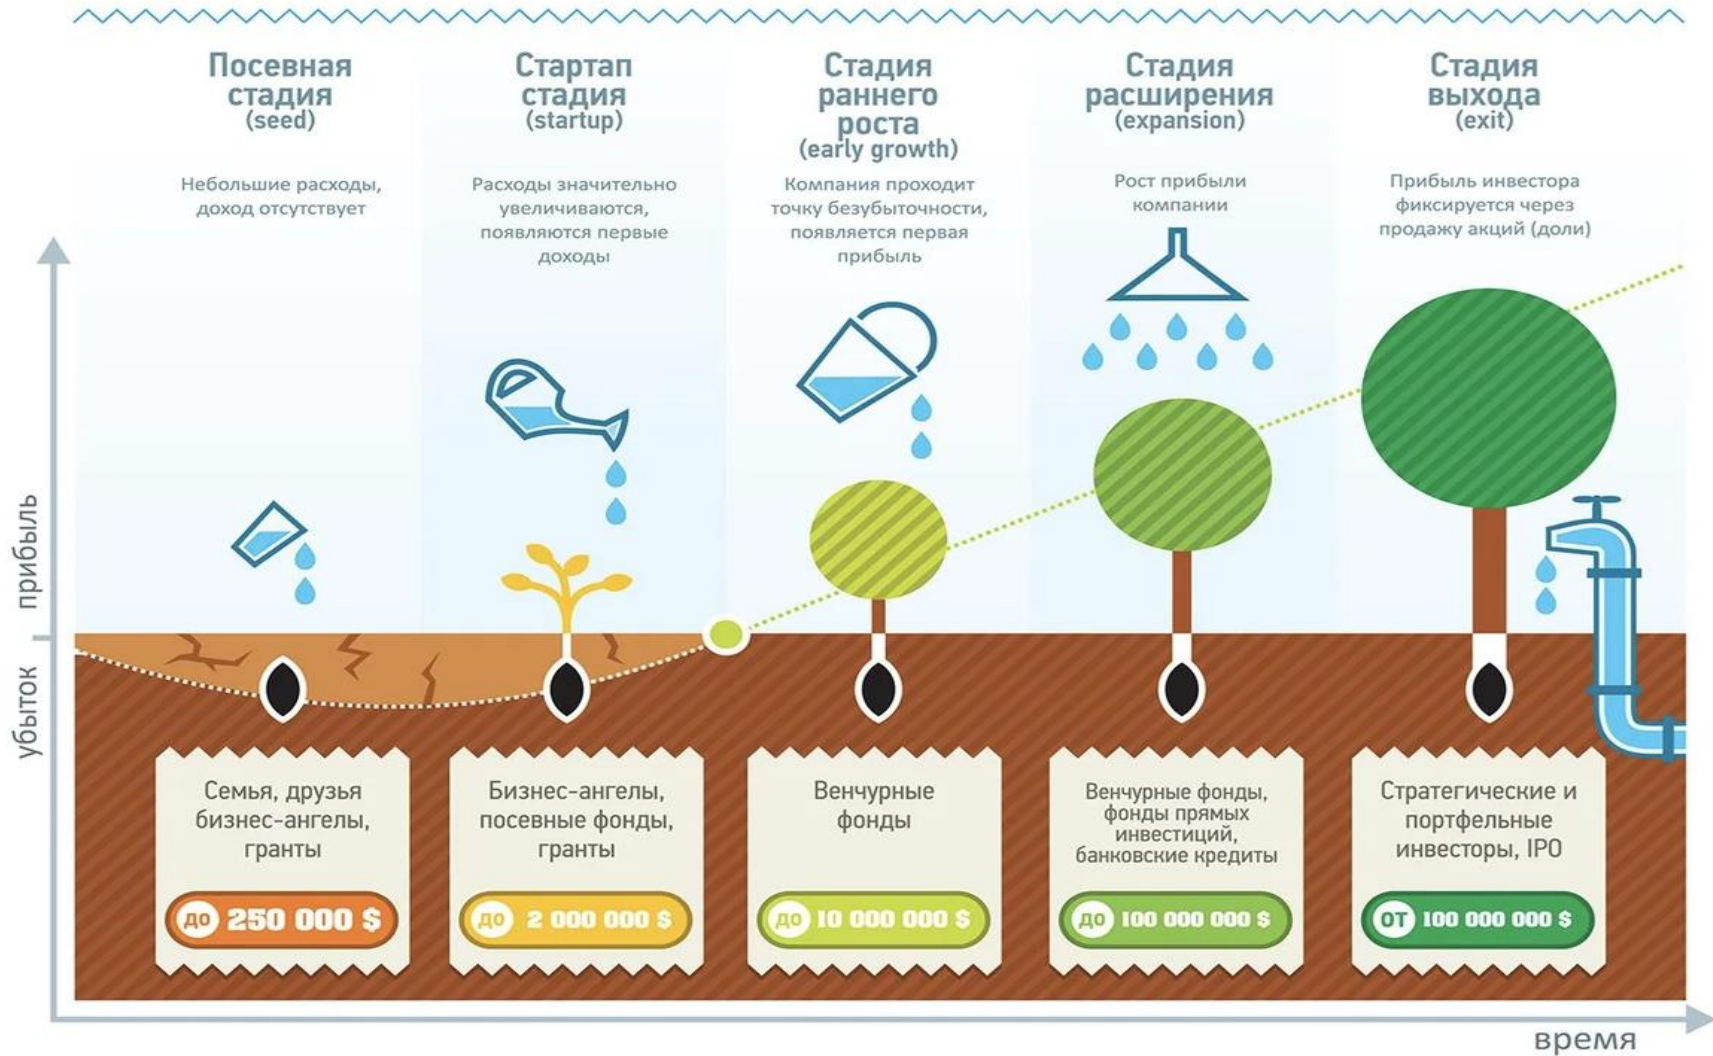 Посевная
стадия
(seed)
Небольшие расходы,
доход отсутствует
Стартап
стадия
(startup)
Расходы значительно
увеличиваются,
появляются первые
доходы
Стадия
раннего
роста
(early growth)
Компания проходит
точку безубыточности,
появляется первая
прибыль
Стадия
расширения
(expansion)
Рост прибыли
компании
Стадия
выхода
(exit)
Прибыль инвестора
фиксируется через
продажу акций (доли)
прибыль
убыток
Семья, друзья
бизнес-ангелы,
гранты
до 250 000 $
Бизнес-ангелы,
посевные фонды,
гранты
до 2 000 000 $
Венчурные
фонды
до 10 000 000 $
Венчурные фонды,
фонды прямых
инвестиций,
банковские кредиты
до 100 000 000 $
Стратегические и
портфельные
инвесторы, IPO
от 100 000 000 $
время